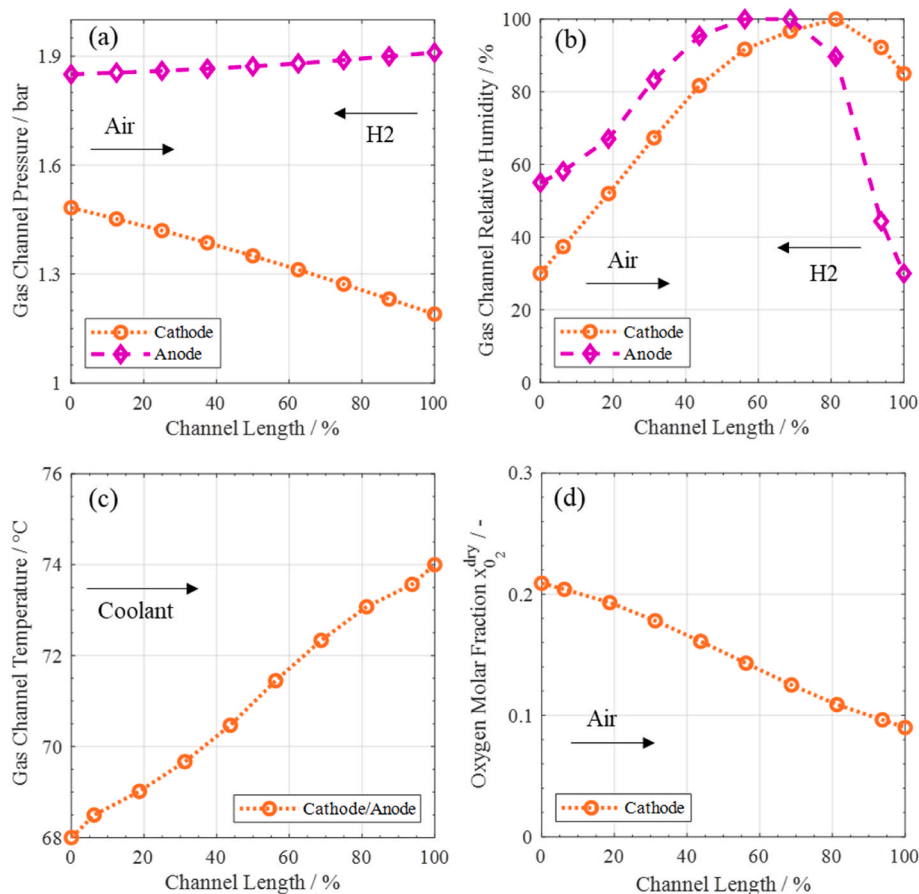 (a)
Gas Channel Pressure / bar
1.9
1.6
1.3
1
Air
H2
Cathode
Anode
0 20 40 60 80 100
Channel Length / %
(b)
Gas Channel Relative Humidity / %
100
80
60
40
20
0
Air
H2
Cathode
Anode
0 20 40 60 80 100
Channel Length / %
(c)
Gas Channel Temperature / °C
76
74
72
70
68
Coolant
Cathode/Anode
0 20 40 60 80 100
Channel Length / %
(d)
Oxygen Molar Fraction x_{O_2}^{dry} / -
0.3
0.2
0.1
0
Air
Cathode
0 20 40 60 80 100
Channel Length / %